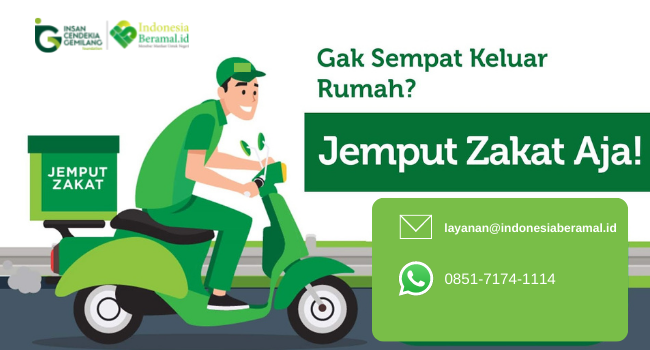 INSAN
CENDEKIA
GEMILANG
Indonesia
Beramal.id
Gak Sempat Keluar
Rumah?
Jemput Zakat Aja!
JEMPUT
ZAKAT
layanan@indonesiaberamal.id
0851-7174-1114